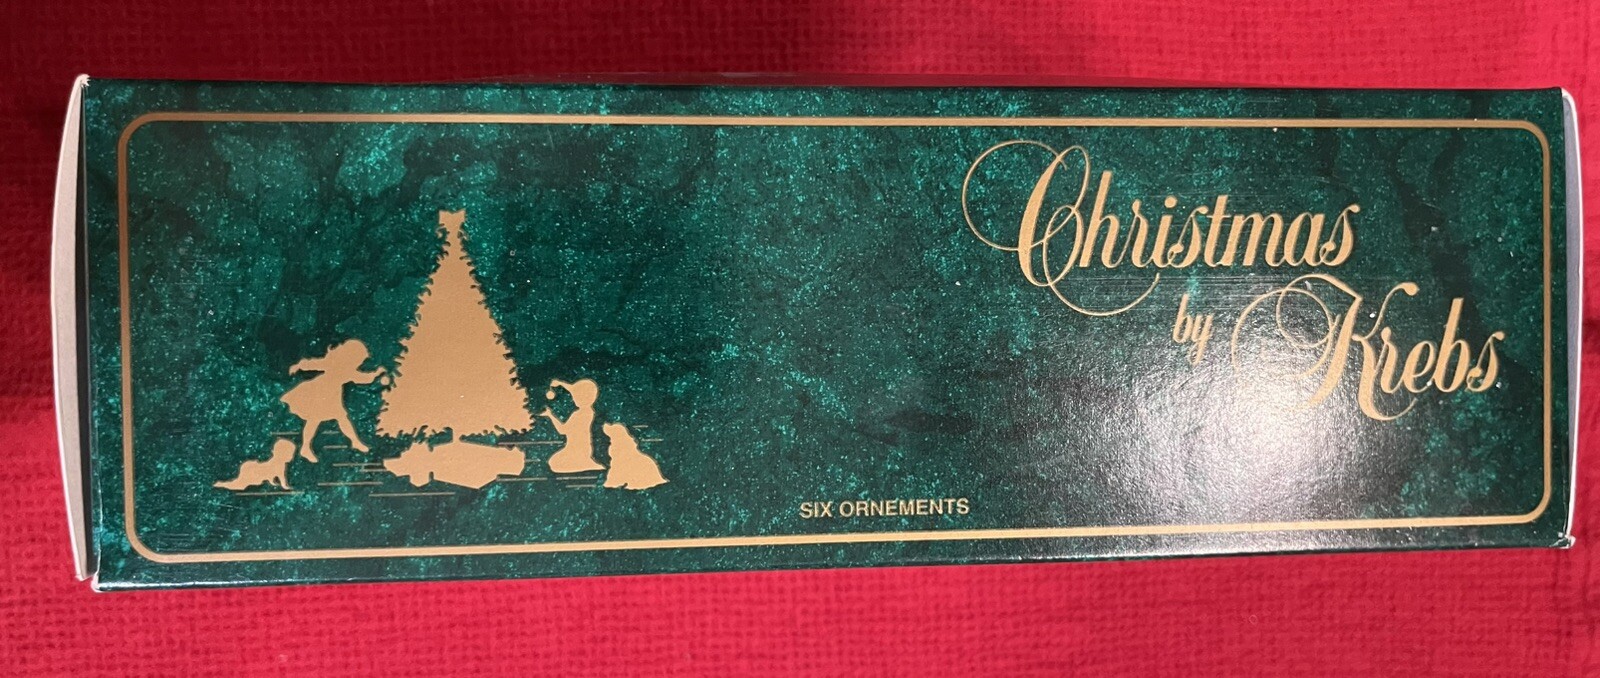 Christmas
by Krebs
SIX ORNEMENTS